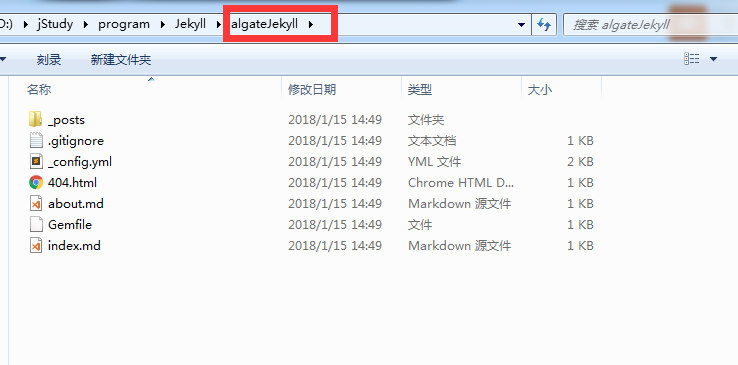 O:) jStudy program Jekyll algateJekyll 搜索 algateJekyll
刻录 新建文件夹
名称 修改日期 类型 大小
_posts 2018/1/15 14:49 文件夹
.gitignore 2018/1/15 14:49 文本文档 1 KB
_config.yml 2018/1/15 14:49 YML 文件 2 KB
404.html 2018/1/15 14:49 Chrome HTML D... 1 KB
about.md 2018/1/15 14:49 Markdown 源文件 1 KB
Gemfile 2018/1/15 14:49 文件 1 KB
index.md 2018/1/15 14:49 Markdown 源文件 1 KB